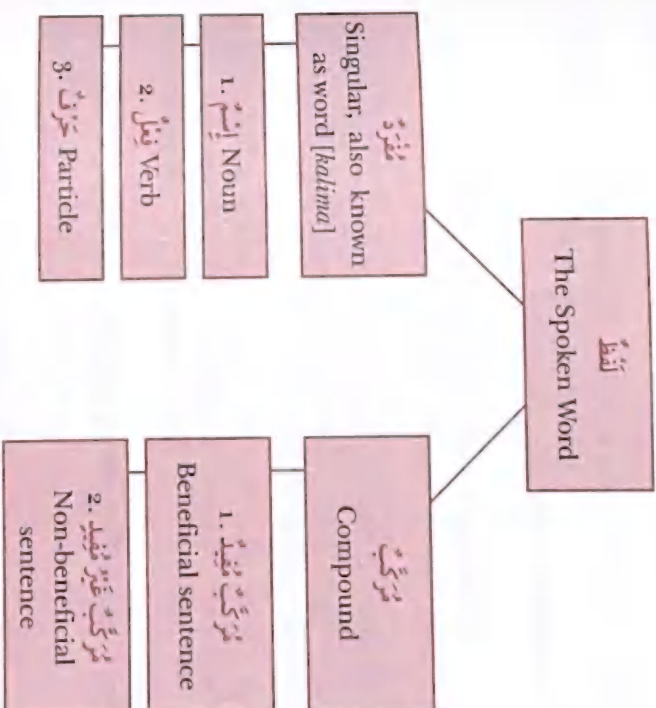 لَفْظٌ
The Spoken Word
مُفْرَدٌ
Singular, also known
as word [kalima]
1. اِسْمٌ Noun
2. فِعْلٌ Verb
3. حَرْفٌ Particle
مُرَكَّبٌ
Compound
1. مُرَكَّبٌ مُفِيدٌ
Beneficial sentence
2. مُرَكَّبٌ غَيْرُ مُفِيدٍ
Non-beneficial
sentence